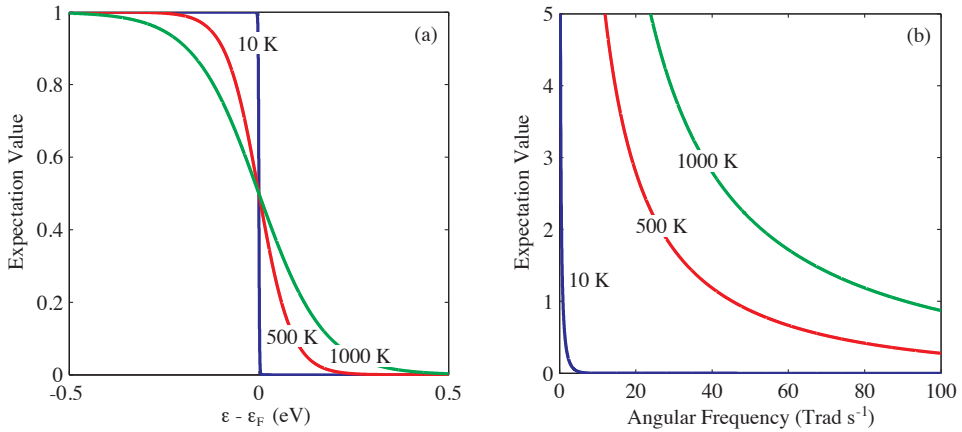 Expectation Value
1
0.8
0.6
0.4
0.2
0
-0.5
0
0.5
ε - ε_F (eV)
(a)
10 K
500 K
1000 K
Expectation Value
5
4
3
2
1
0
0
20
40
60
80
100
Angular Frequency (Trad s⁻¹)
(b)
1000 K
500 K
10 K